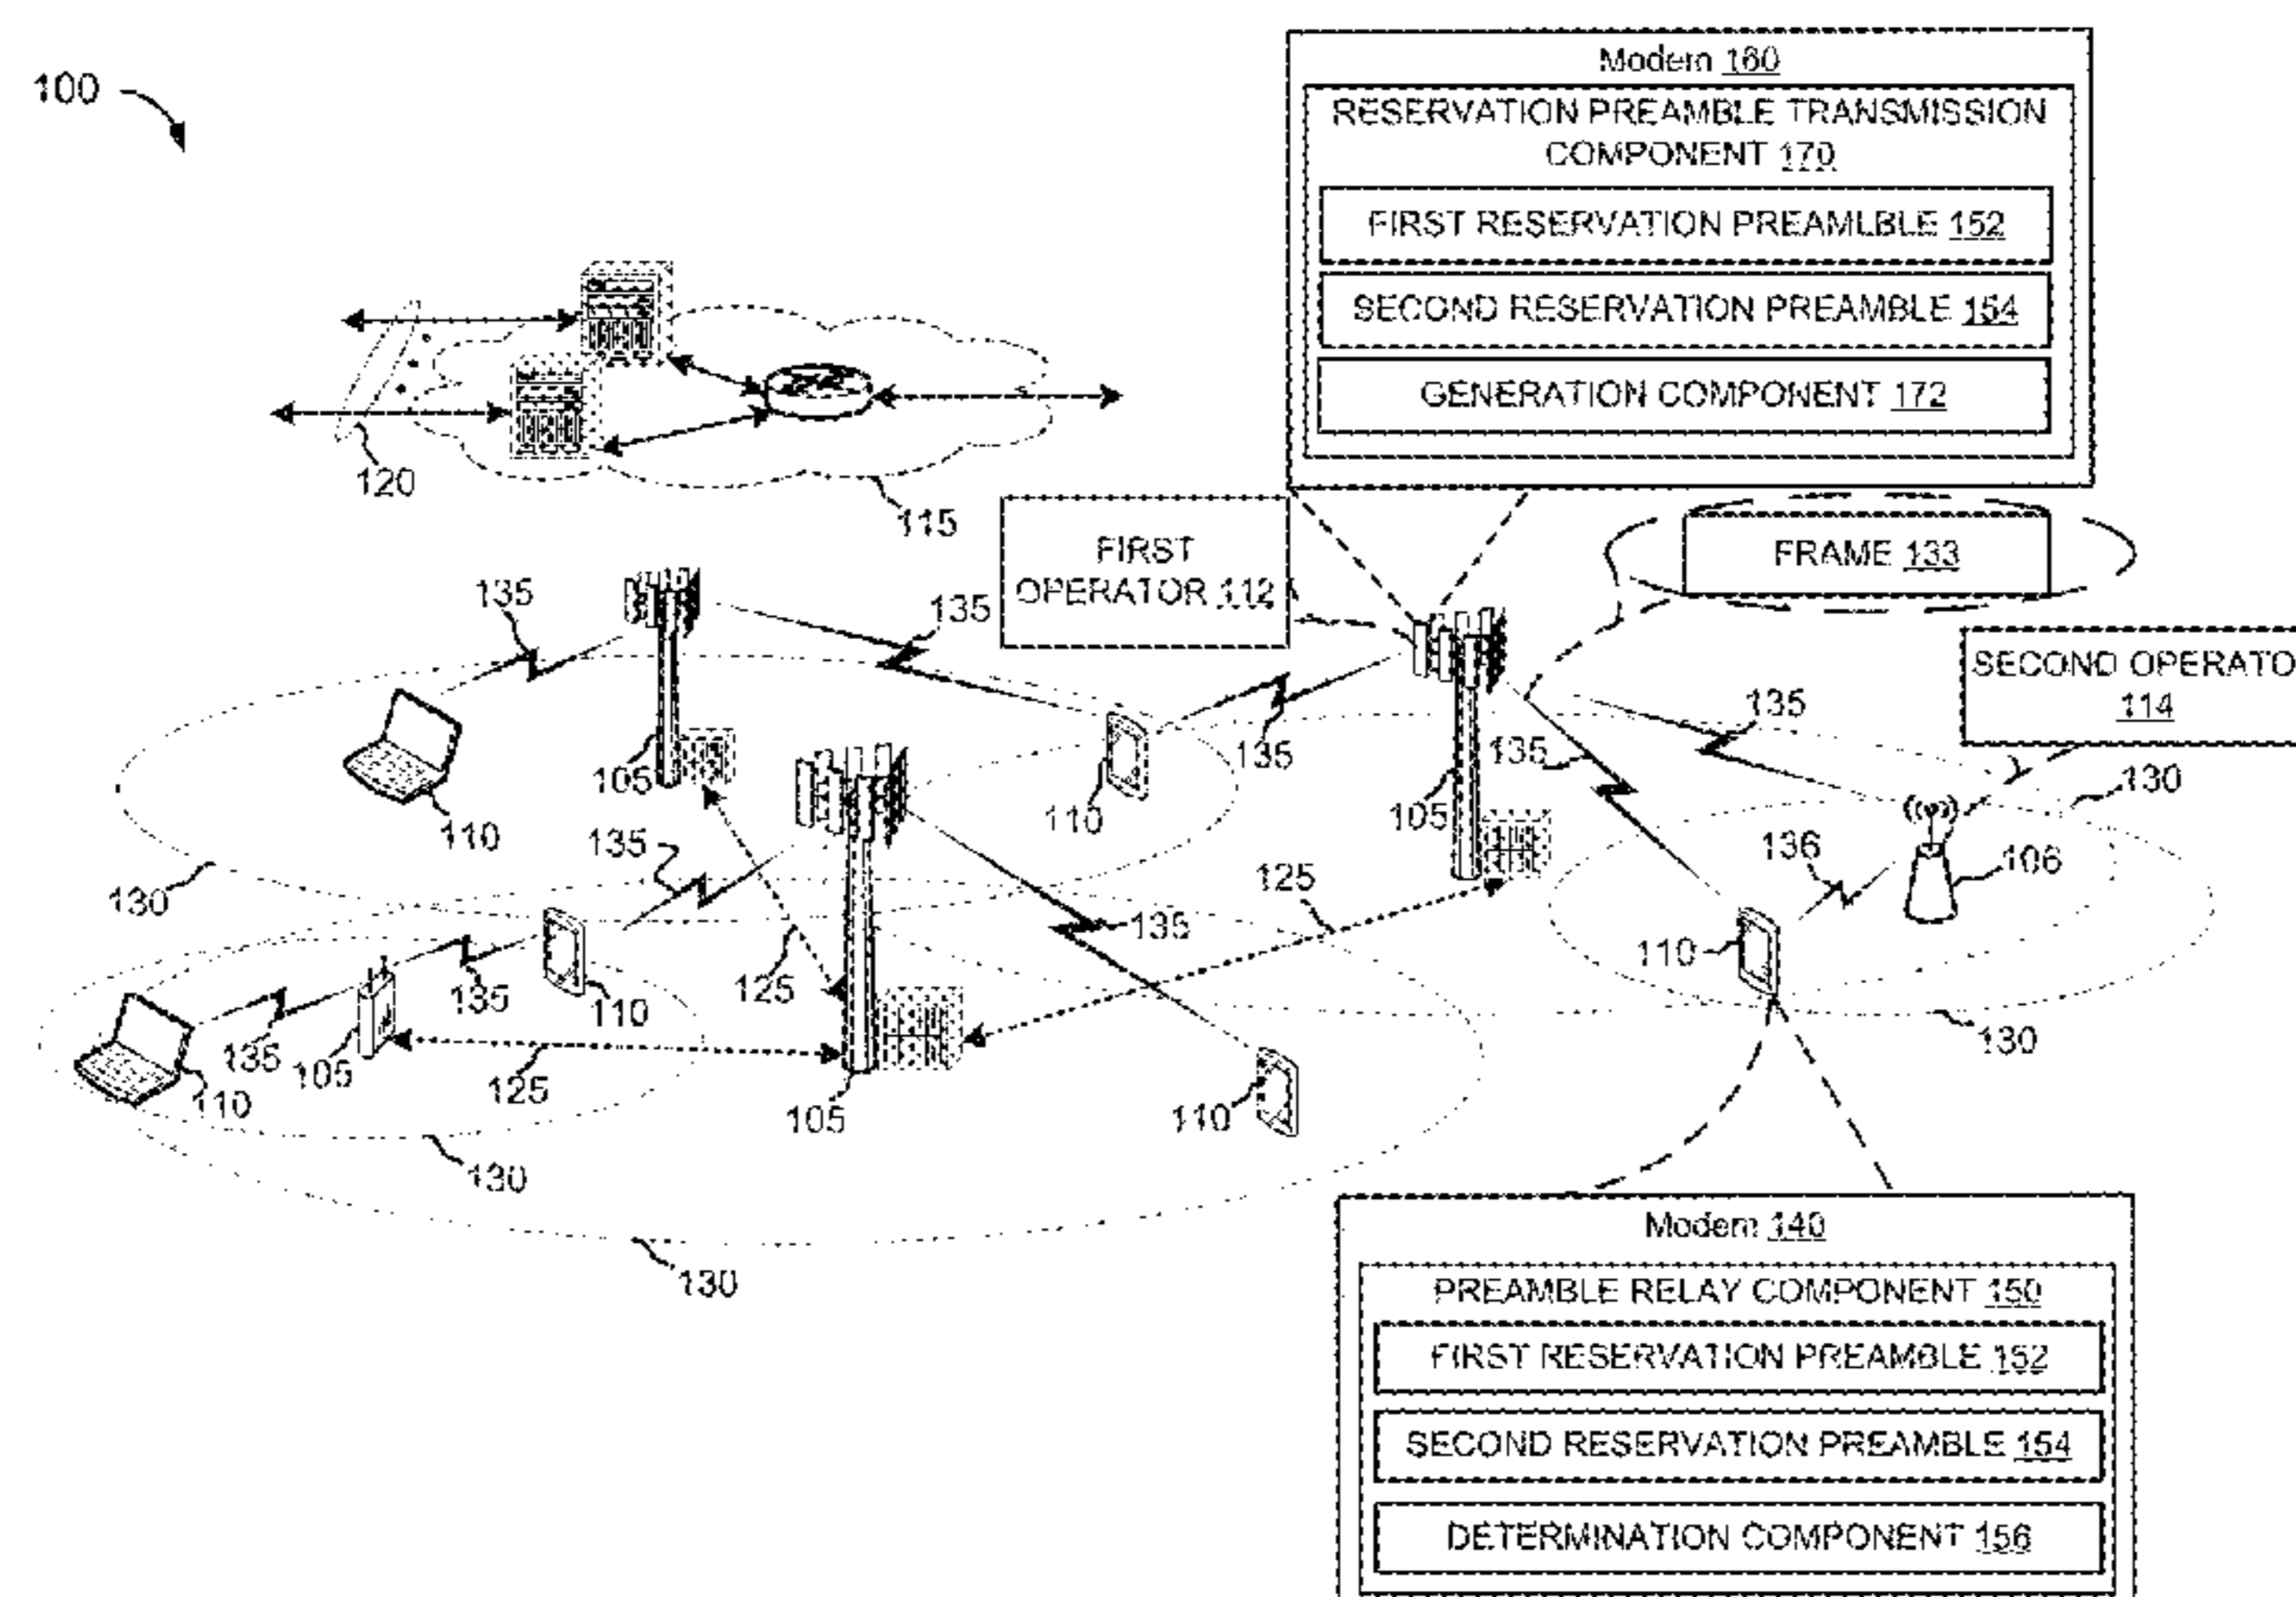 100
Modem 160
RESERVATION PREAMBLE TRANSMISSION
COMPONENT 170
FIRST RESERVATION PREAMLBLE 152
SECOND RESERVATION PREAMBLE 154
GENERATION COMPONENT 172
120
115
FIRST
OPERATOR 112
FRAME 133
SECOND OPERATO
114
135
135
135
135
135
105
110
110
105
130
136
106
135
130
125
135
125
110
110
135
135
105
110
125
105
110
130
130
130
Modem 140
PREAMBLE RELAY COMPONENT 150
FIRST RESERVATION PREAMBLE 152
SECOND RESERVATION PREAMBLE 154
DETERMINATION COMPONENT 156